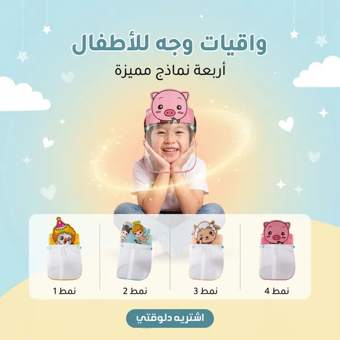 واقيات وجه للأطفال
أربعة نماذج مميزة
نمط 4
نمط 3
نمط 2
نمط 1
اشتريه دلوقتي